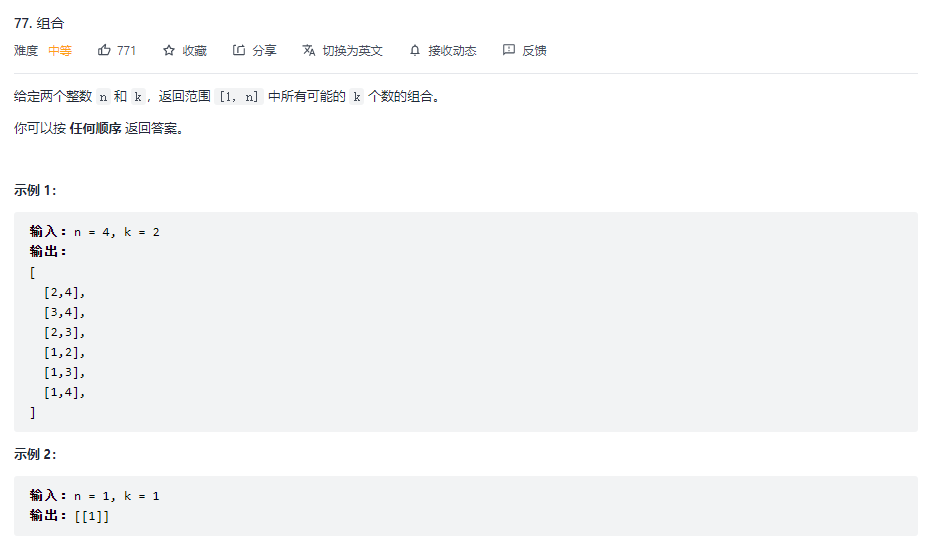 77. 组合
难度 中等 771 收藏 分享 切换为英文 接收动态 反馈
给定两个整数 n 和 k，返回范围 [1, n] 中所有可能的 k 个数的组合。
你可以按 任何顺序 返回答案。
示例 1：
输入：n = 4, k = 2
输出：
[
  [2,4],
  [3,4],
  [2,3],
  [1,2],
  [1,3],
  [1,4],
]
示例 2：
输入：n = 1, k = 1
输出：[[1]]